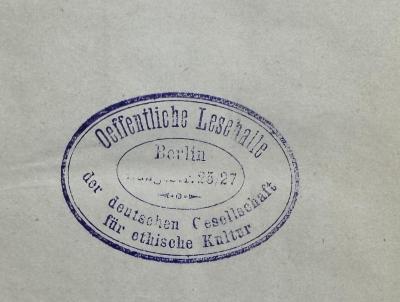 Oeffentliche Lesehalle
Berlin
25,27
der deutschen Gesellschaft
für ethische Kultur